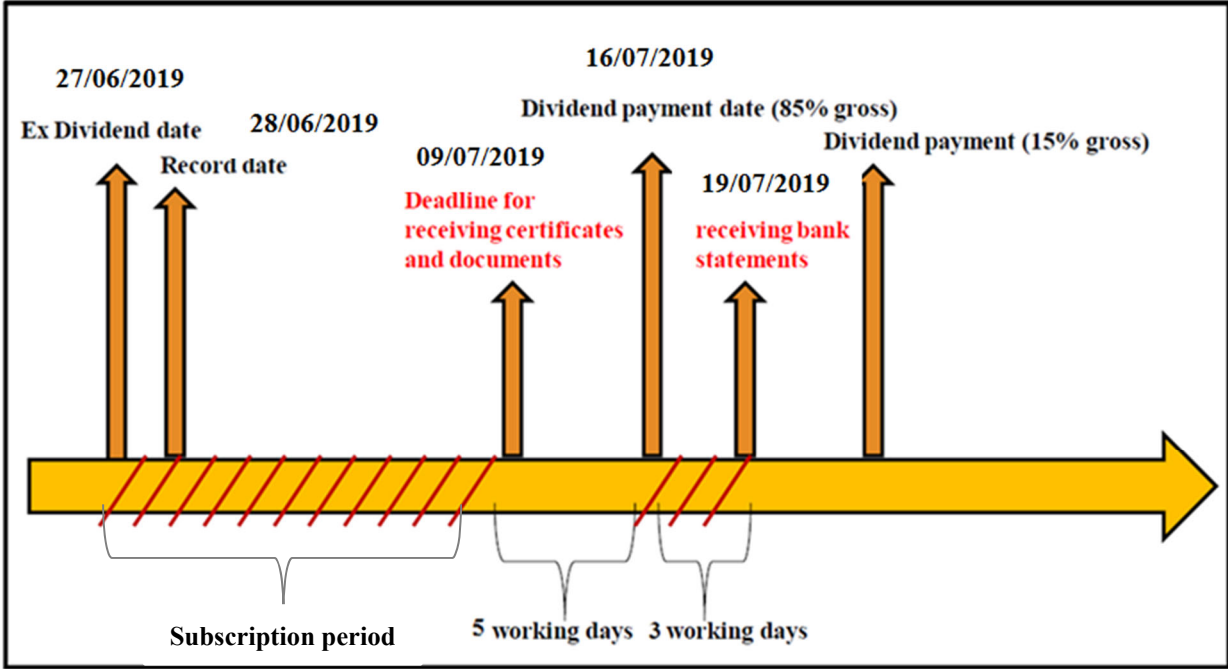 27/06/2019
Ex Dividend date
28/06/2019
Record date
09/07/2019
Deadline for
receiving certificates
and documents
16/07/2019
Dividend payment date (85% gross)
19/07/2019
receiving bank
statements
Dividend payment (15% gross)
Subscription period
5 working days
3 working days